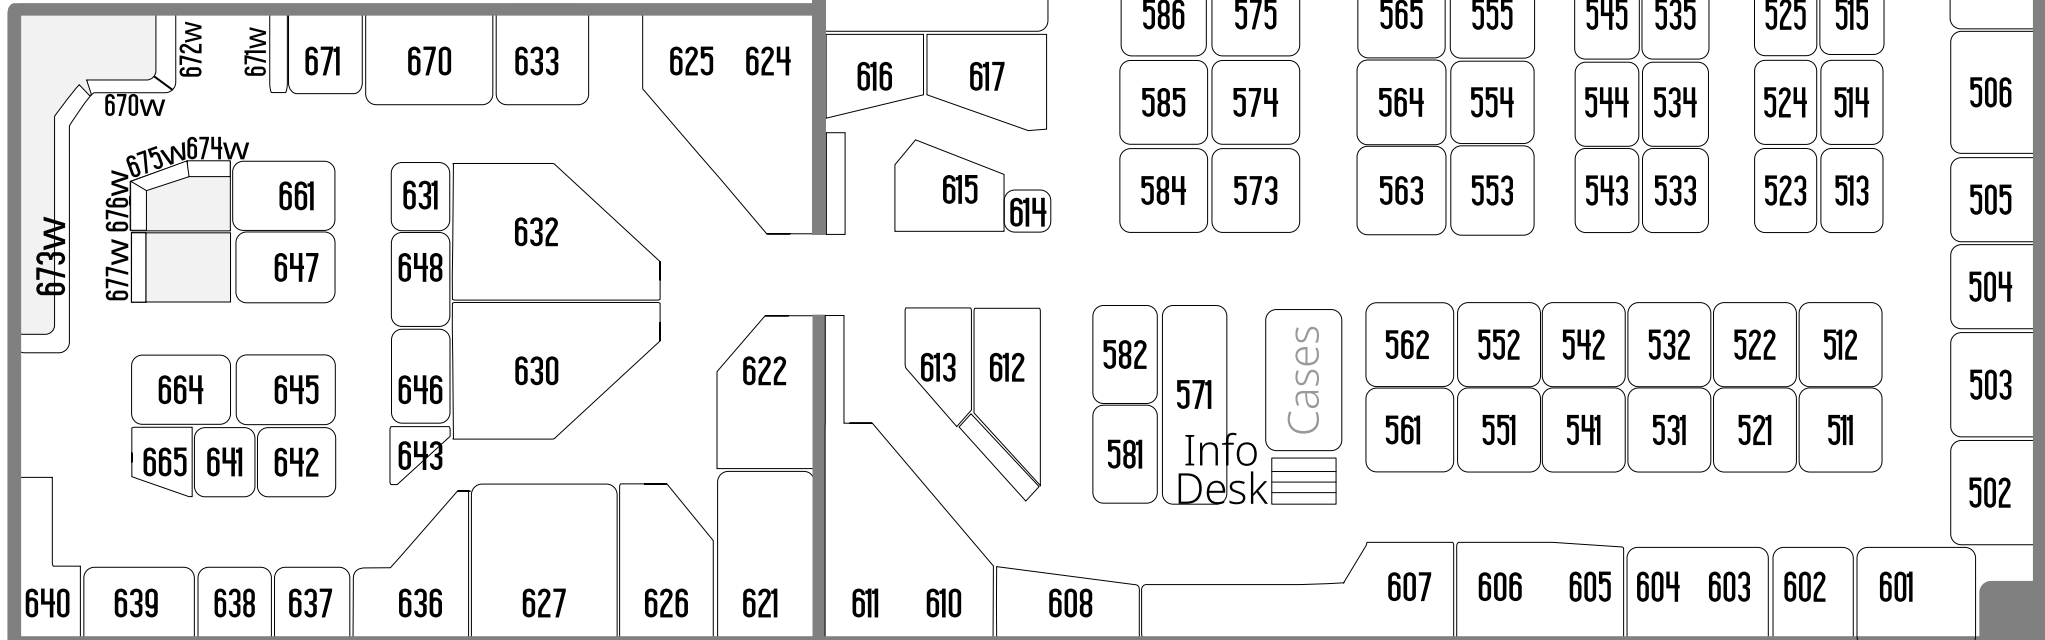 586 575 565 555 545 535 525 515
672w 671w 671 670 633 625 624 616 617 506
670w 585 574 564 554 544 534 524 514
675w 674w
676w 661 631 632 615 614 584 573 563 553 543 533 523 513 505
673w 677w 647 648 504
664 645 646 630 622 613 612 582 571 Cases 562 552 542 532 522 512 503
665 641 642 643 581 561 551 541 531 521 511
Info
Desk 502
640 639 638 637 636 627 626 621 611 610 608 607 606 605 604 603 602 601